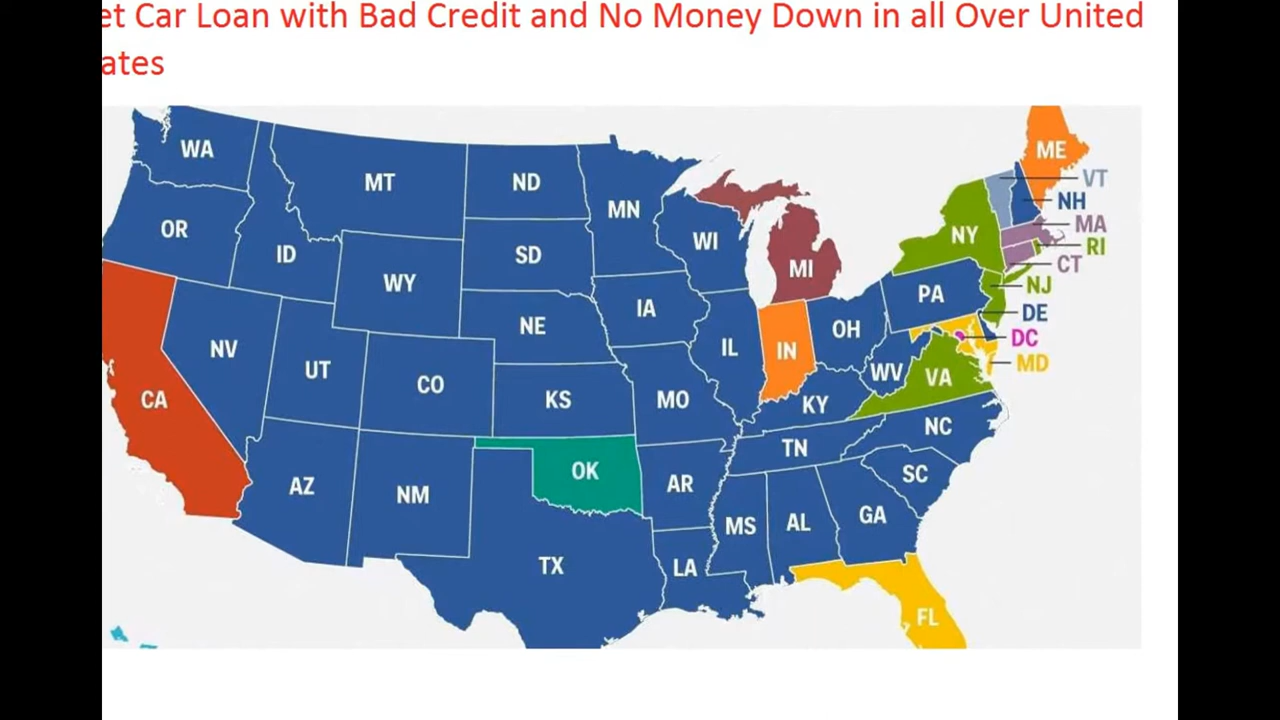 et Car Loan with Bad Credit and No Money Down in all Over United
ates
WA
MT
ND
MN
OR
ID
SD
WI
MI
NY
ME
VT
NH
MA
RI
CT
NJ
WY
IA
PA
DE
DC
MD
NV
UT
NE
IL
IN
OH
CA
CO
KS
MO
KY
WV
VA
AZ
NM
OK
AR
TN
NC
SC
TX
LA
MS
AL
GA
FL